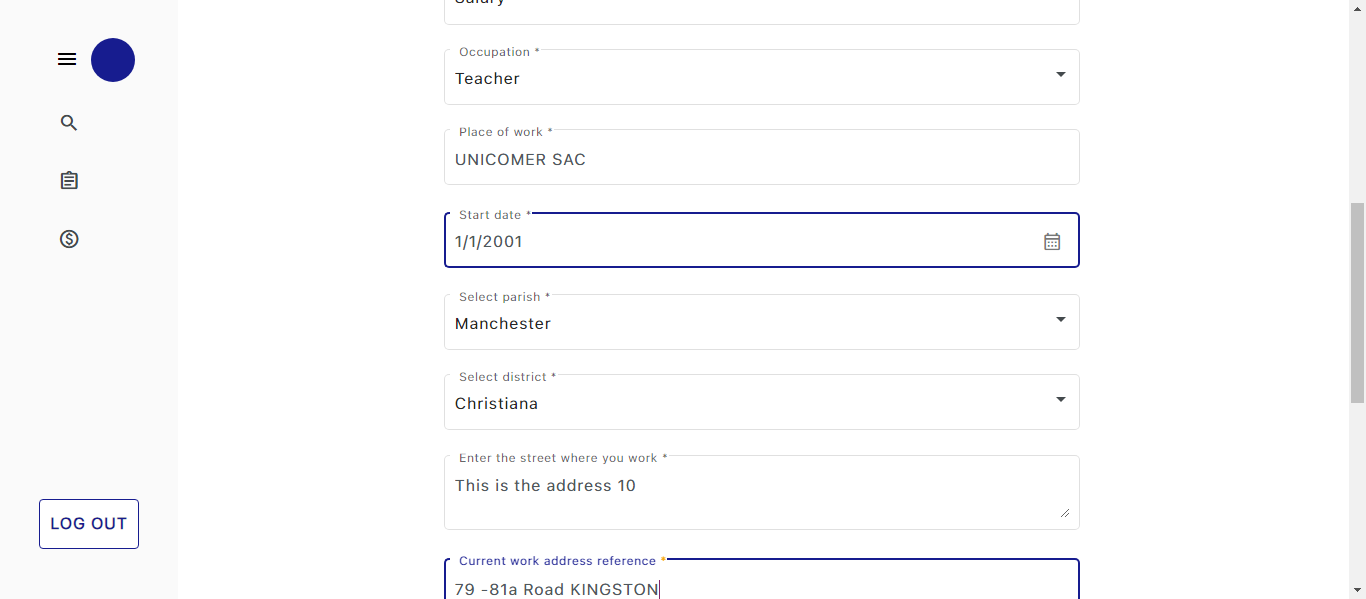 Salary
Occupation *
Teacher
Place of work *
UNICOMER SAC
Start date *
1/1/2001
Select parish *
Manchester
Select district *
Christiana
Enter the street where you work *
This is the address 10
LOG OUT
Current work address reference *
79 -81a Road KINGSTON